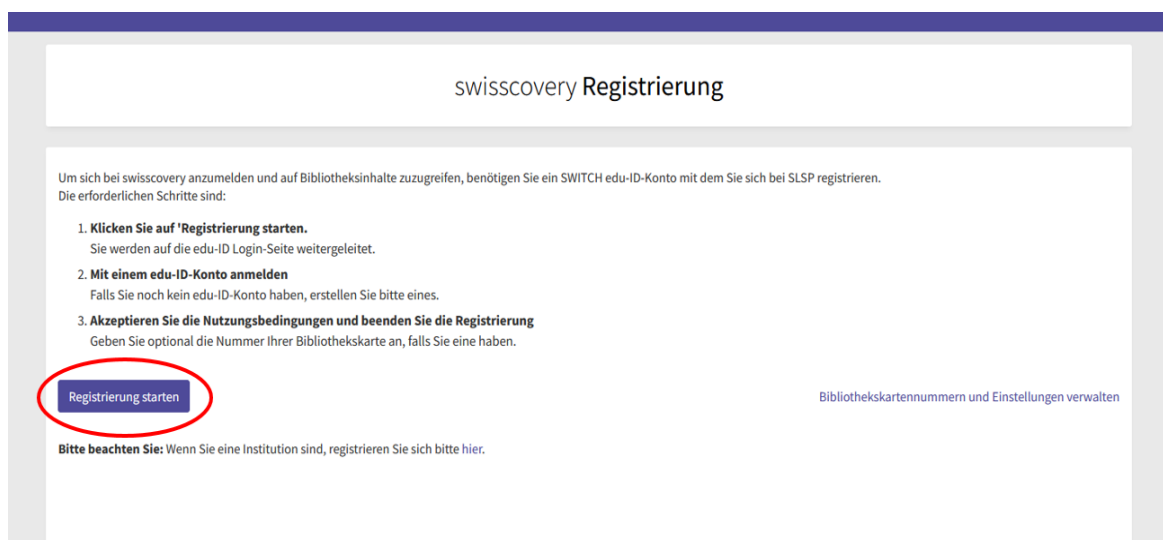 swisscovery Registrierung
Um sich bei swisscovery anzumelden und auf Bibliotheksinhalte zuzugreifen, benötigen Sie ein SWITCH edu-ID-Konto mit dem Sie sich bei SLSP registrieren.
Die erforderlichen Schritte sind:
1. Klicken Sie auf 'Registrierung starten.
Sie werden auf die edu-ID Login-Seite weitergeleitet.
2. Mit einem edu-ID-Konto anmelden
Falls Sie noch kein edu-ID-Konto haben, erstellen Sie bitte eines.
3. Akzeptieren Sie die Nutzungsbedingungen und beenden Sie die Registrierung
Geben Sie optional die Nummer Ihrer Bibliothekskarte an, falls Sie eine haben.
Registrierung starten
Bibliothekskartennummern und Einstellungen verwalten
Bitte beachten Sie: Wenn Sie eine Institution sind, registrieren Sie sich bitte hier.